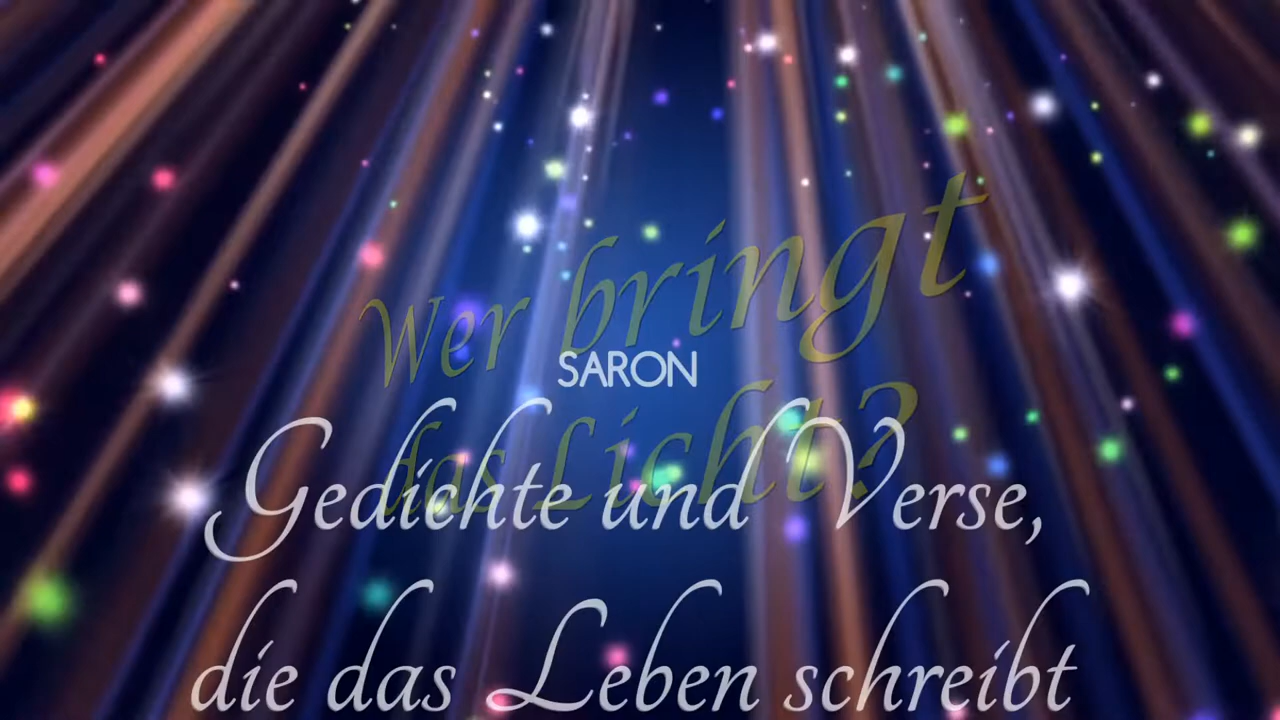 Wer bringt
SARON
das Licht?
Gedichte und Verse,
die das Leben schreibt